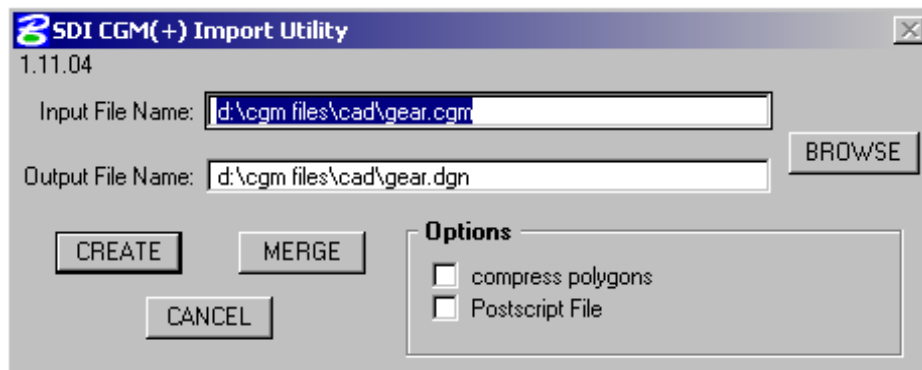 SDI CGM(+) Import Utility
1.11.04
Input File Name: d:\cgm files\cad\gear.cgm
BROWSE
Output File Name: d:\cgm files\cad\gear.dgn
Options
CREATE MERGE
compress polygons
Postscript File
CANCEL